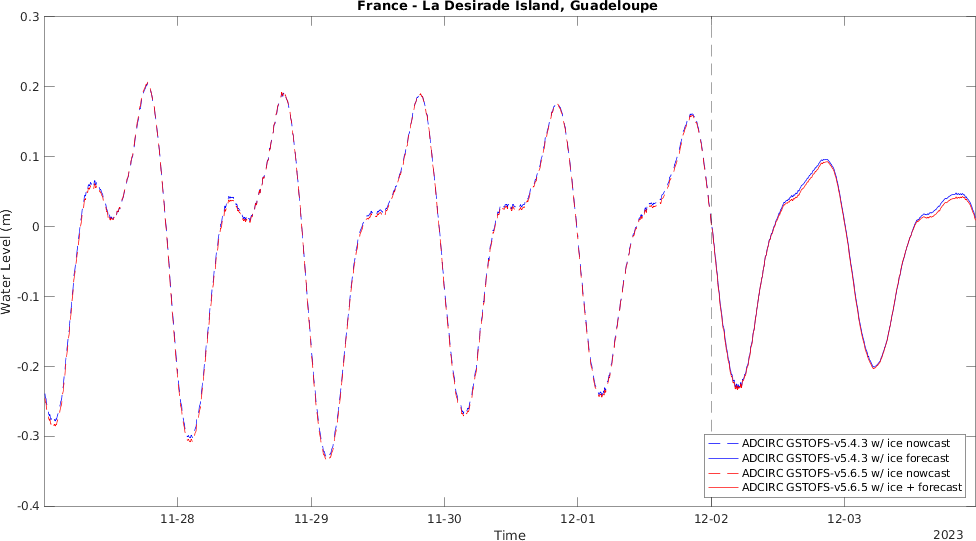 France - La Desirade Island, Guadeloupe
0.3
0.2
0.1
0
-0.1
-0.2
-0.3
-0.4
Water Level (m)
11-28
11-29
11-30
12-01
12-02
12-03
Time
2023
ADCIRC GSTOFS-v5.4.3 w/ ice nowcast
ADCIRC GSTOFS-v5.4.3 w/ ice forecast
ADCIRC GSTOFS-v5.6.5 w/ ice nowcast
ADCIRC GSTOFS-v5.6.5 w/ ice + forecast